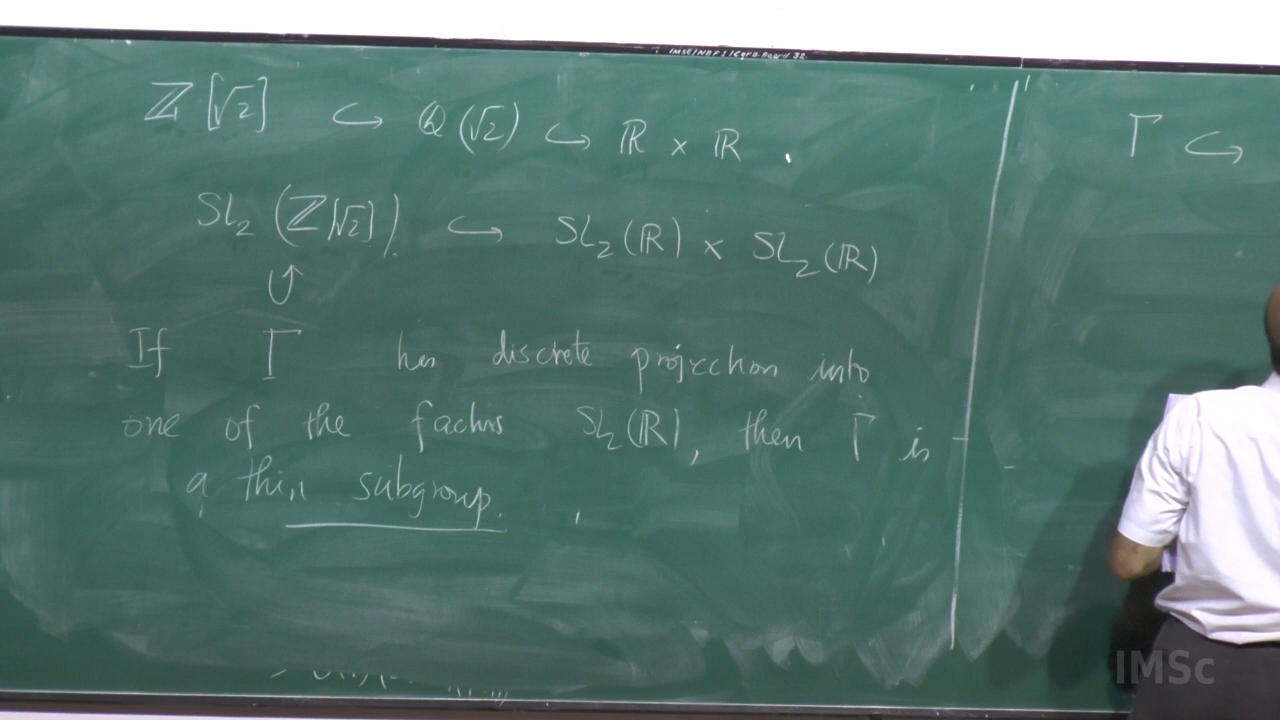 ℤ[√2] ↪ ℚ(√2) ↪ ℝ × ℝ .
SL₂(ℤ[√2]) ↪ SL₂(ℝ) × SL₂(ℝ)
∪↑
If Γ has discrete projection into
one of the factors SL₂(ℝ), then Γ is
a thin subgroup.
Γ ↪
IMSc